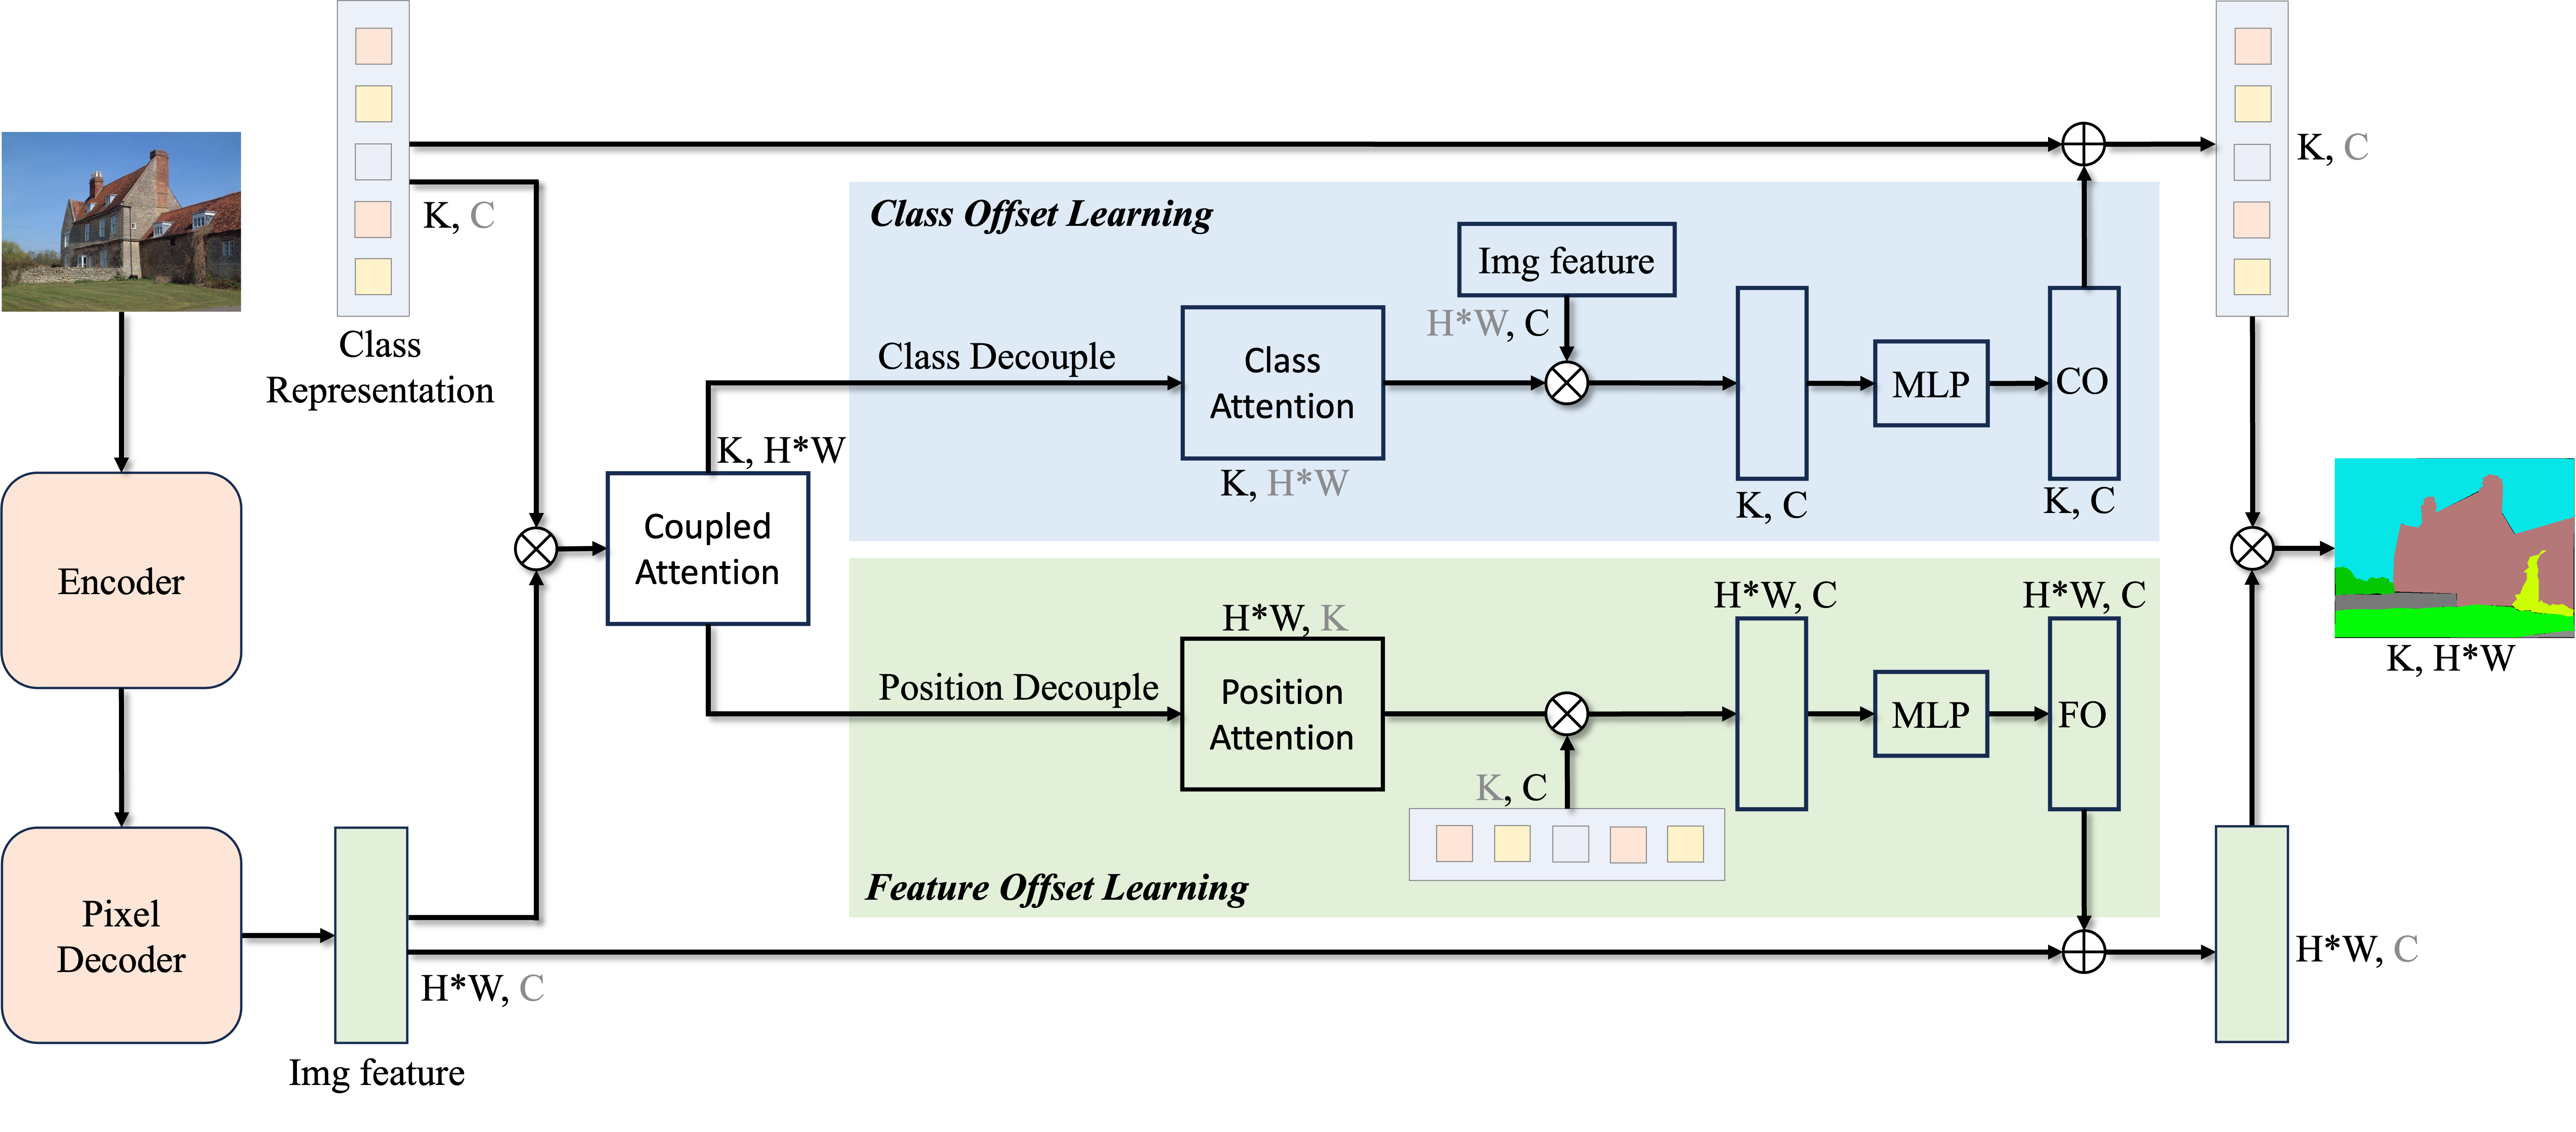 K, C
Class
Representation
Encoder
Pixel
Decoder
Img feature
H*W, C
Coupled
Attention
K, H*W
Class Offset Learning
Class Decouple
Class
Attention
K, H*W
Img feature
H*W, C
K, C
MLP
CO
K, C
Position Decouple
H*W, K
Position
Attention
K, C
H*W, C
MLP
H*W, C
FO
Feature Offset Learning
K, C
K, H*W
H*W, C